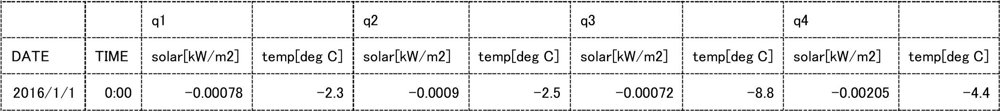 q1 q2 q3 q4
DATE TIME solar[kW/m2] temp[deg C] solar[kW/m2] temp[deg C] solar[kW/m2] temp[deg C] solar[kW/m2] temp[deg C]
2016/1/1 0:00 -0.00078 -2.3 -0.0009 -2.5 -0.00072 -8.8 -0.00205 -4.4